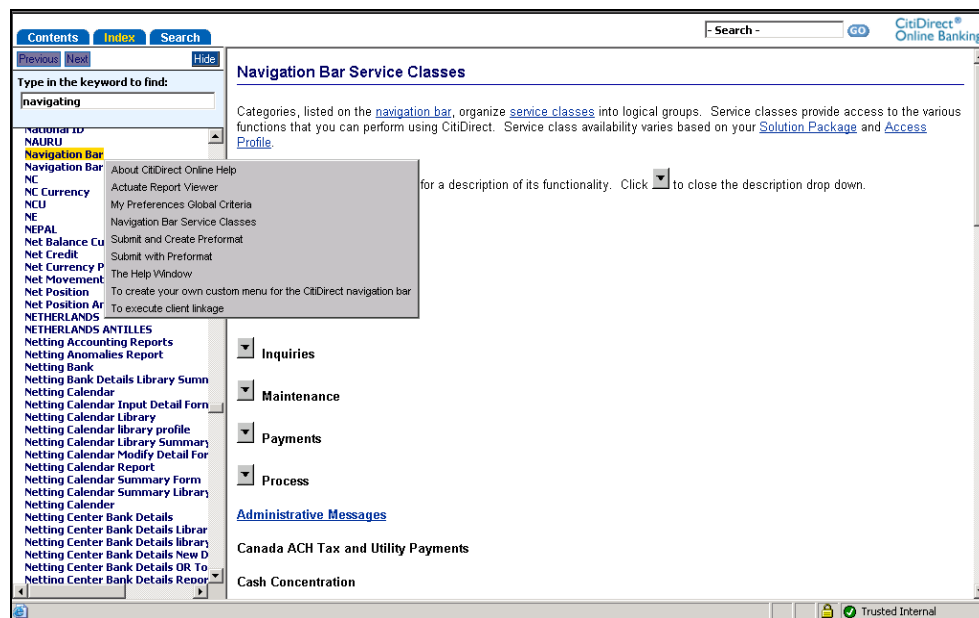 Contents Index Search
- Search - GO
CitiDirect®
Online Banking
Previous Next Hide
Type in the keyword to find:
navigating
National ID
NAURU
Navigation Bar
Navigation Bar
NC
NC Currency
NCU
NE
NEPAL
Net Balance Cu
Net Credit
Net Currency P
Net Movement
Net Position
Net Position Ar
NETHERLANDS
NETHERLANDS ANTILLES
Netting Accounting Reports
Netting Anomalies Report
Netting Bank
Netting Bank Details Library Summ
Netting Calendar
Netting Calendar Input Detail Form
Netting Calendar Library
Netting Calendar library profile
Netting Calendar Library Summary
Netting Calendar Modify Detail For
Netting Calendar Report
Netting Calendar Summary Form
Netting Calendar Summary Library
Netting Calender
Netting Center Bank Details
Netting Center Bank Details Librar
Netting Center Bank Details library
Netting Center Bank Details New D
Netting Center Bank Details OR To
Netting Center Bank Details Repor
About CitiDirect Online Help
Actuate Report Viewer
My Preferences Global Criteria
Navigation Bar Service Classes
Submit and Create Preformat
Submit with Preformat
The Help Window
To create your own custom menu for the CitiDirect navigation bar
To execute client linkage
Navigation Bar Service Classes
Categories, listed on the navigation bar, organize service classes into logical groups. Service classes provide access to the various
functions that you can perform using CitiDirect. Service class availability varies based on your Solution Package and Access
Profile.
for a description of its functionality. Click to close the description drop down.
Inquiries
Maintenance
Payments
Process
Administrative Messages
Canada ACH Tax and Utility Payments
Cash Concentration
Trusted Internal